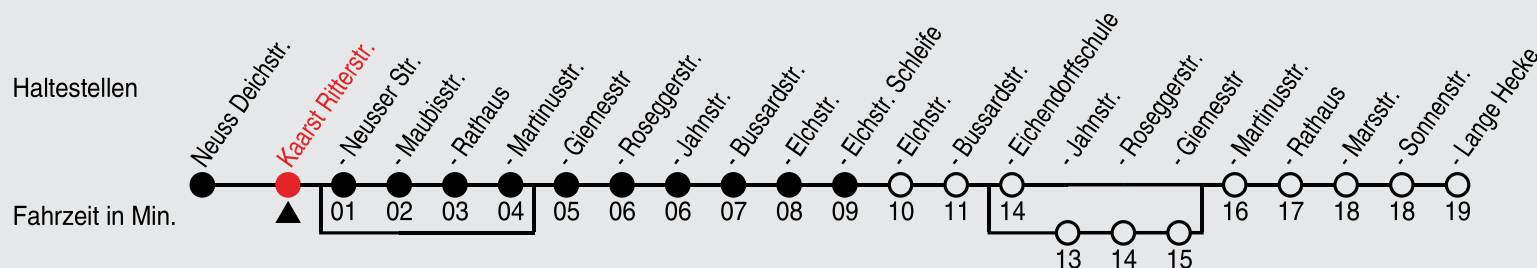 Haltestellen
Neuss Deichstr.
Kaarst Ritterstr.
- Neusser Str.
- Maubisstr.
- Rathaus
- Martinusstr.
- Giemesstr
- Roseggerstr.
- Jahnstr.
- Bussardstr.
- Elchstr.
- Elchstr. Schleife
- Elchstr.
- Bussardstr.
- Eichendorffschule
- Jahnstr.
- Roseggerstr.
- Giemesstr
- Martinusstr.
- Rathaus
- Marsstr.
- Sonnenstr.
- Lange Hecke
Fahrzeit in Min.
01 02 03 04 05 06 06 07 08 09 10 11 14 16 17 18 18 19
13 14 15